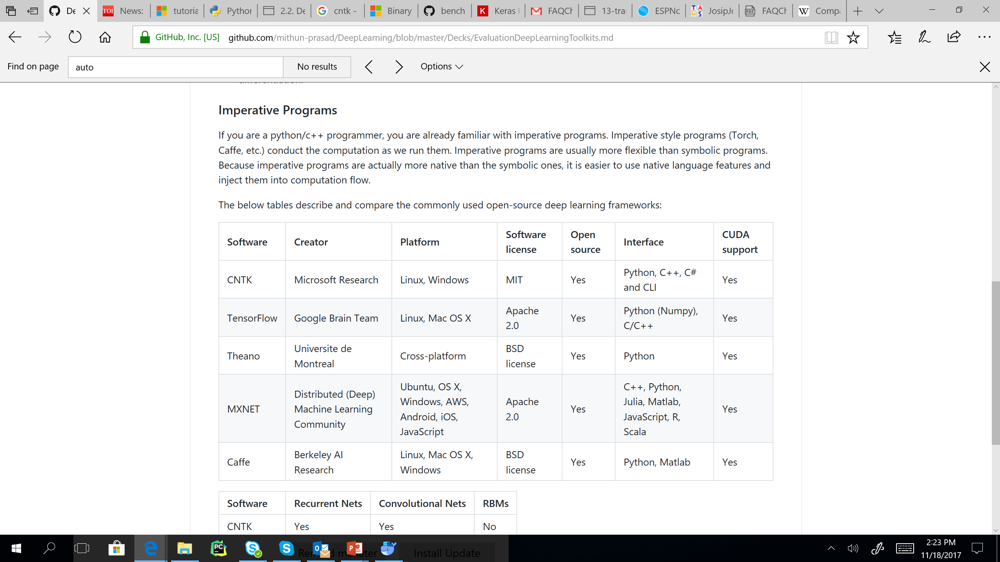 De
News:
tutoria
Python
2.2. De
cntk -
Binary
bench
Keras
FAQCh
13-tran
ESPNc
JosipJo
FAQCh
Compa
GitHub, Inc. [US] github.com/mithun-prasad/DeepLearning/blob/master/Decks/EvaluationDeepLearningToolkits.md
Find on page auto No results Options
differentiation.
Imperative Programs
If you are a python/c++ programmer, you are already familiar with imperative programs. Imperative style programs (Torch,
Caffe, etc.) conduct the computation as we run them. Imperative programs are usually more flexible than symbolic programs.
Because imperative programs are actually more native than the symbolic ones, it is easier to use native language features and
inject them into computation flow.
The below tables describe and compare the commonly used open-source deep learning frameworks:
Software
Creator
Platform
Software
license
Open
source
Interface
CUDA
support
CNTK
Microsoft Research
Linux, Windows
MIT
Yes
Python, C++, C#
and CLI
Yes
TensorFlow
Google Brain Team
Linux, Mac OS X
Apache
2.0
Yes
Python (Numpy),
C/C++
Yes
Theano
Universite de
Montreal
Cross-platform
BSD
license
Yes
Python
Yes
MXNET
Distributed (Deep)
Machine Learning
Community
Ubuntu, OS X,
Windows, AWS,
Android, iOS,
JavaScript
Apache
2.0
Yes
C++, Python,
Julia, Matlab,
JavaScript, R,
Scala
Yes
Caffe
Berkeley AI
Research
Linux, Mac OS X,
Windows
BSD
license
Yes
Python, Matlab
Yes
Software Recurrent Nets Convolutional Nets RBMs
CNTK Yes Yes No
Remind me later Install Update
2:23 PM
11/18/2017